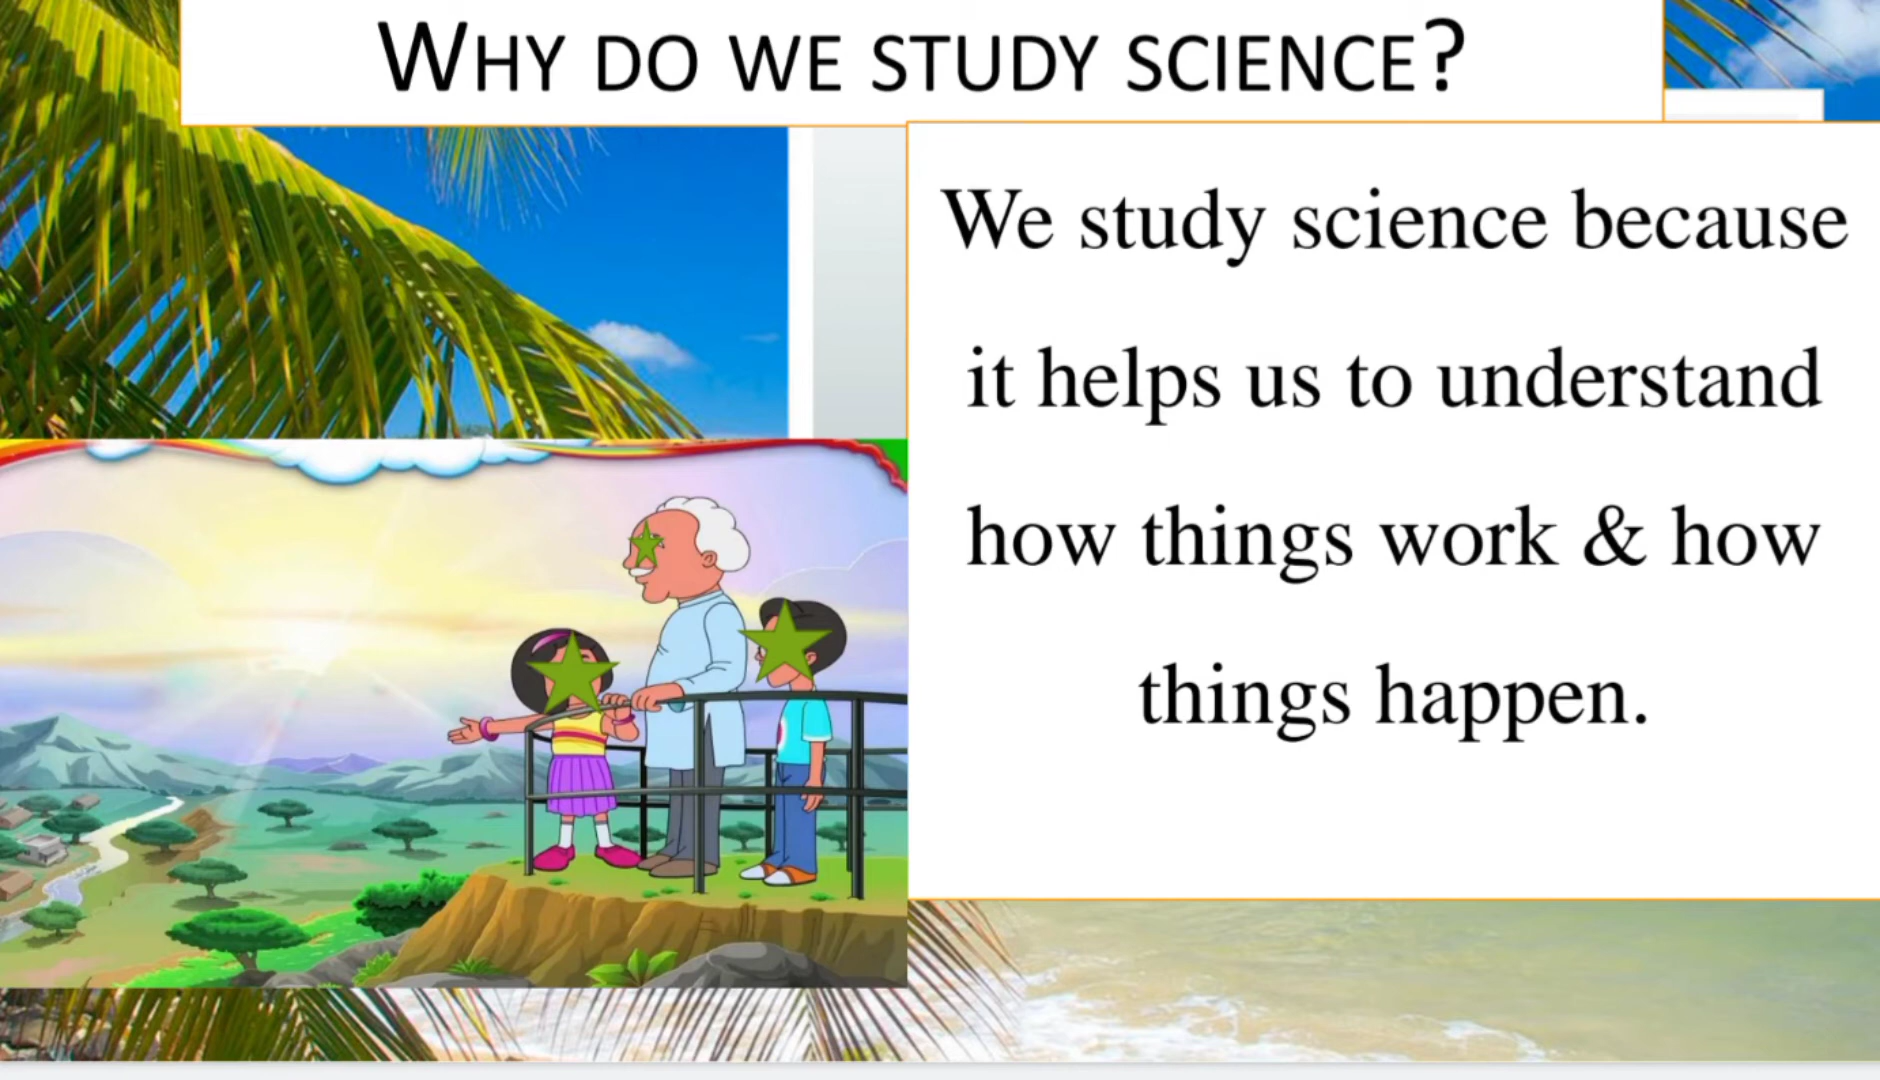 WHY DO WE STUDY SCIENCE?
We study science because
it helps us to understand
how things work & how
things happen.